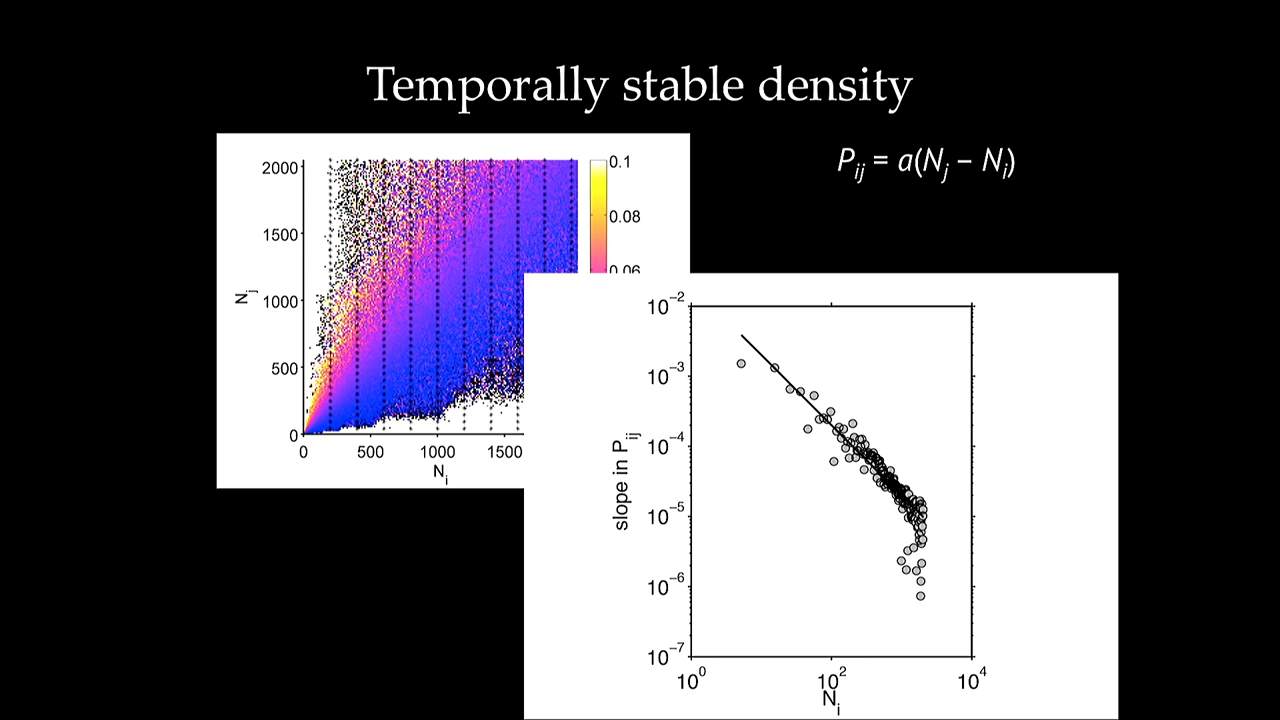 Temporally stable density
P_ij = a(N_j – N_i)
2000
1500
1000
500
0
N_j
0 500 1000 1500
N_i
0.1
0.08
0.06
10^−2
10^−3
10^−4
10^−5
10^−6
10^−7
slope in P_ij
10^0 10^2 10^4
N_i